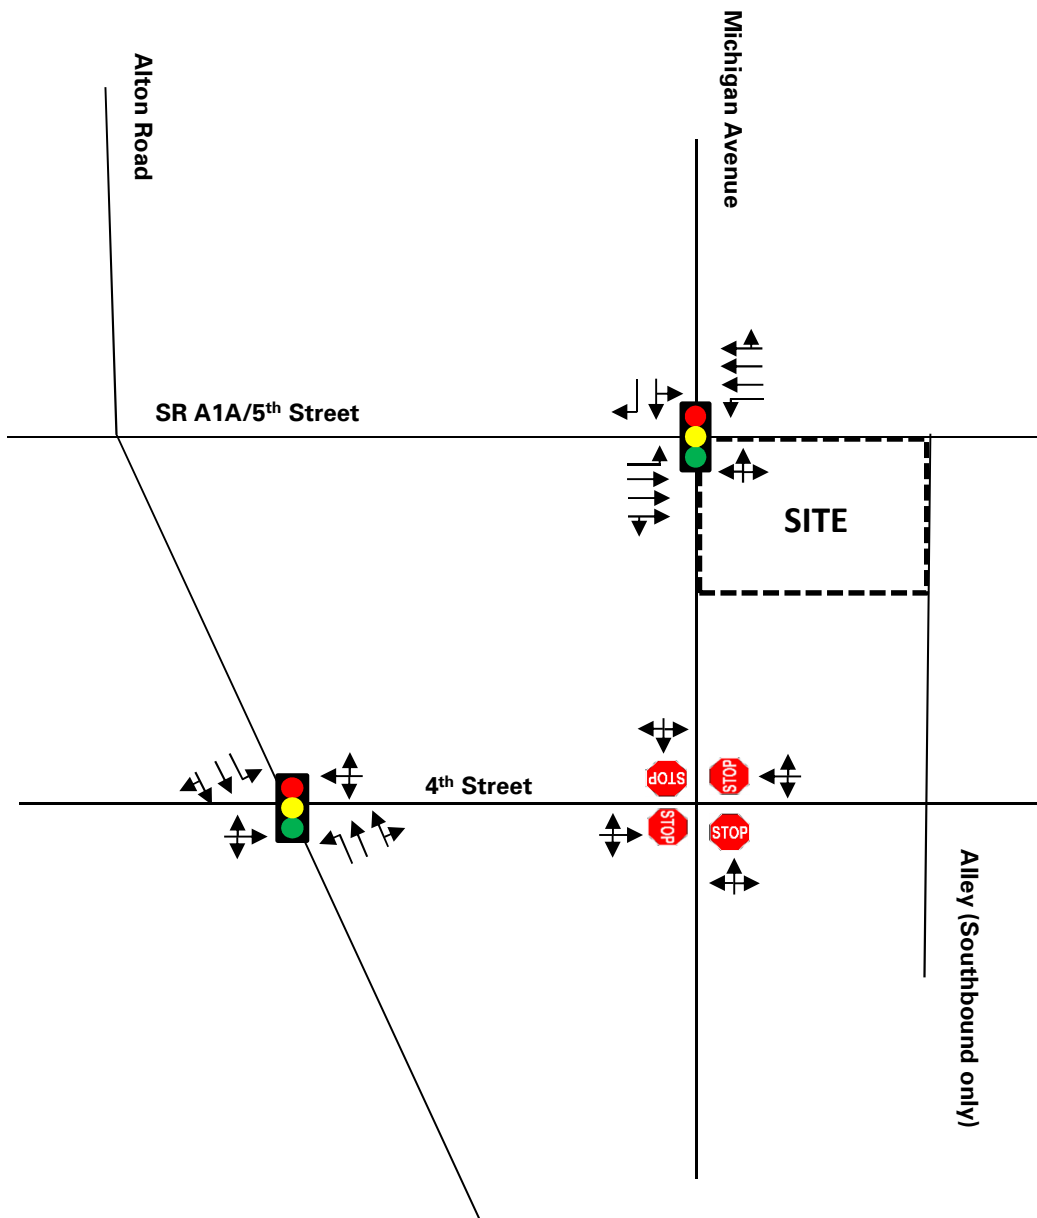 Michigan Avenue
Alton Road
SR A1A/5th Street
SITE
4th Street
STOP
STOP
STOP
STOP
Alley (Southbound only)